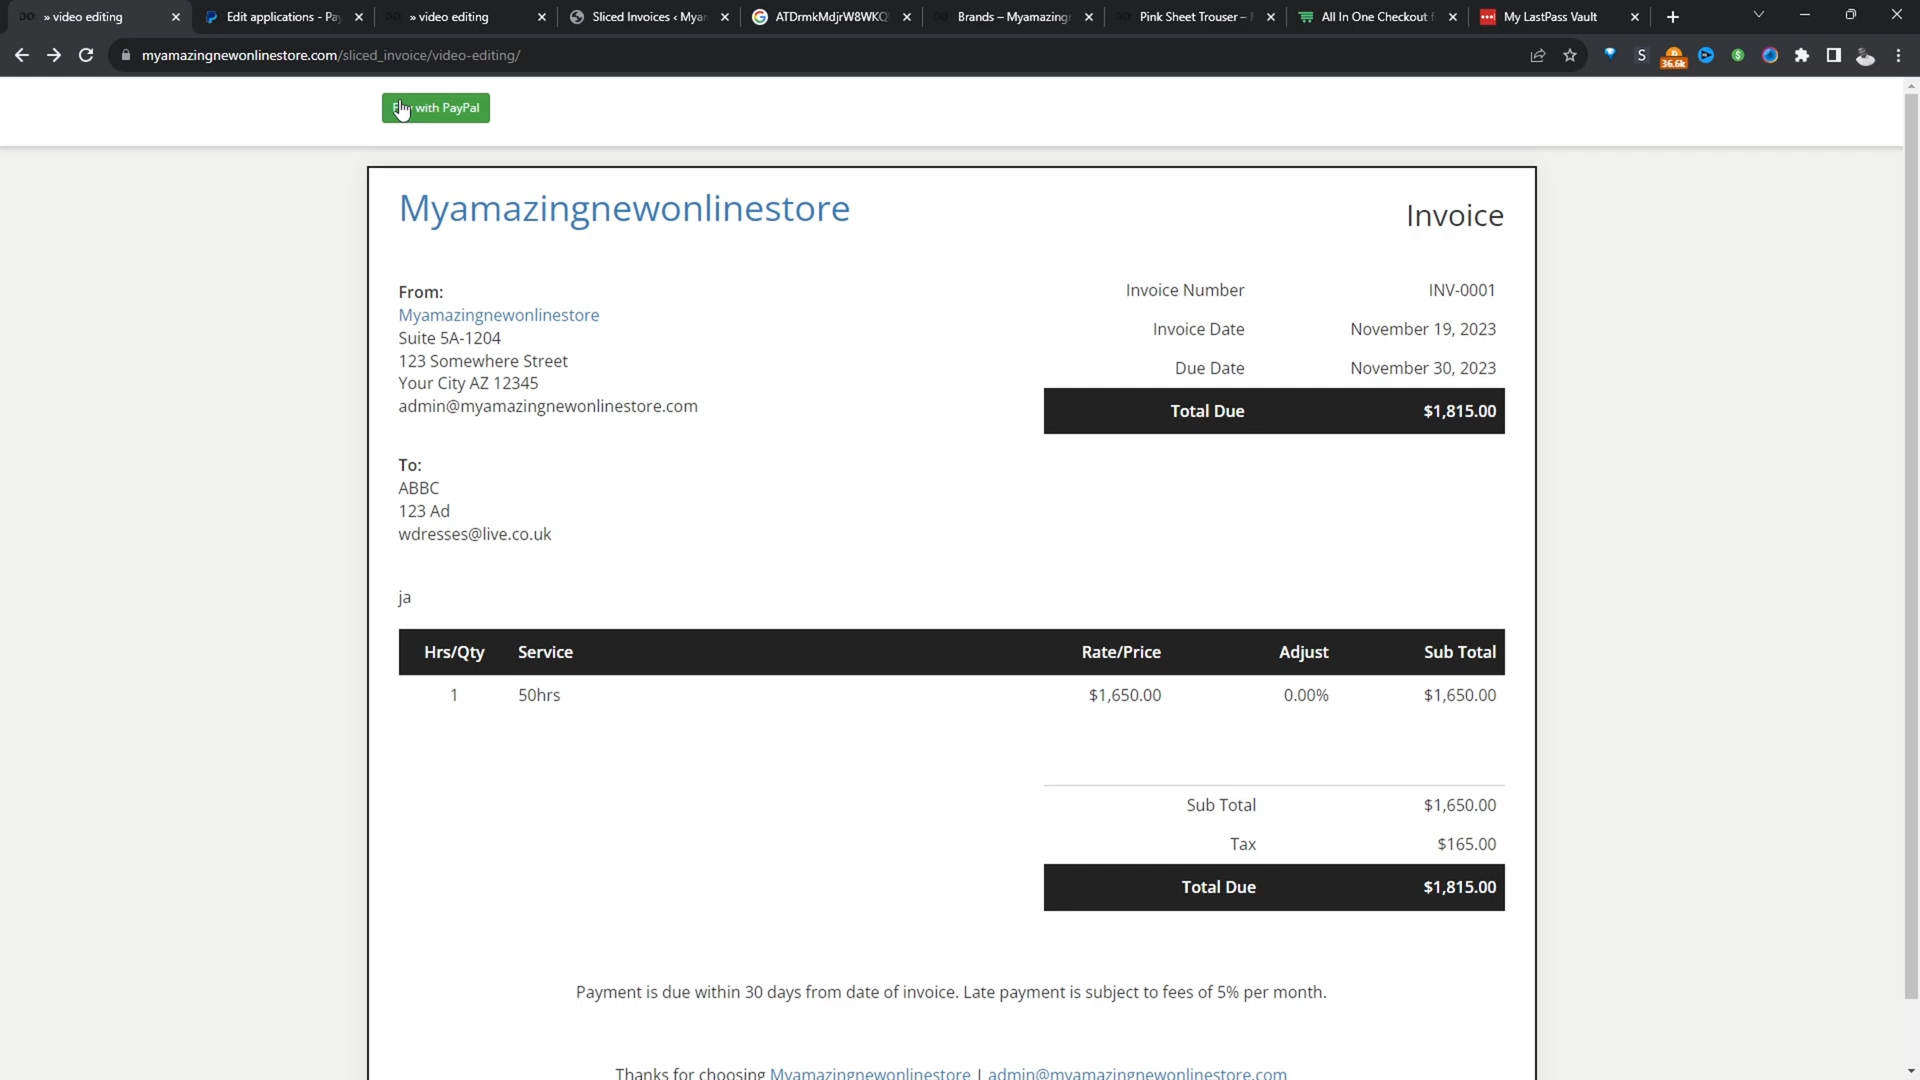 » video editing
Edit applications - Pa
» video editing
Sliced Invoices ‹ Myar
ATDrmkMdjrW8WKQ
Brands – Myamazing
Pink Sheet Trouser –
All In One Checkout f
My LastPass Vault
myamazingnewonlinestore.com/sliced_invoice/video-editing/
S
36.6k
with PayPal
Myamazingnewonlinestore
Invoice
From:
Myamazingnewonlinestore
Suite 5A-1204
123 Somewhere Street
Your City AZ 12345
admin@myamazingnewonlinestore.com
Invoice Number INV-0001
Invoice Date November 19, 2023
Due Date November 30, 2023
Total Due $1,815.00
To:
ABBC
123 Ad
wdresses@live.co.uk
ja
Hrs/Qty Service Rate/Price Adjust Sub Total
1 50hrs $1,650.00 0.00% $1,650.00
Sub Total $1,650.00
Tax $165.00
Total Due $1,815.00
Payment is due within 30 days from date of invoice. Late payment is subject to fees of 5% per month.
Thanks for choosing Myamazingnewonlinestore | admin@myamazingnewonlinestore.com